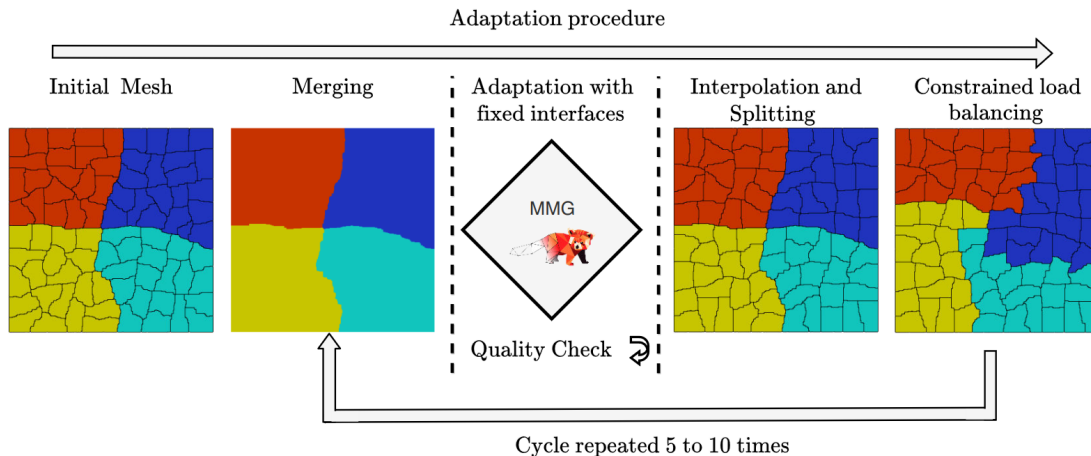 Adaptation procedure
Initial Mesh
Merging
Adaptation with
fixed interfaces
Interpolation and
Splitting
Constrained load
balancing
MMG
Quality Check
Cycle repeated 5 to 10 times